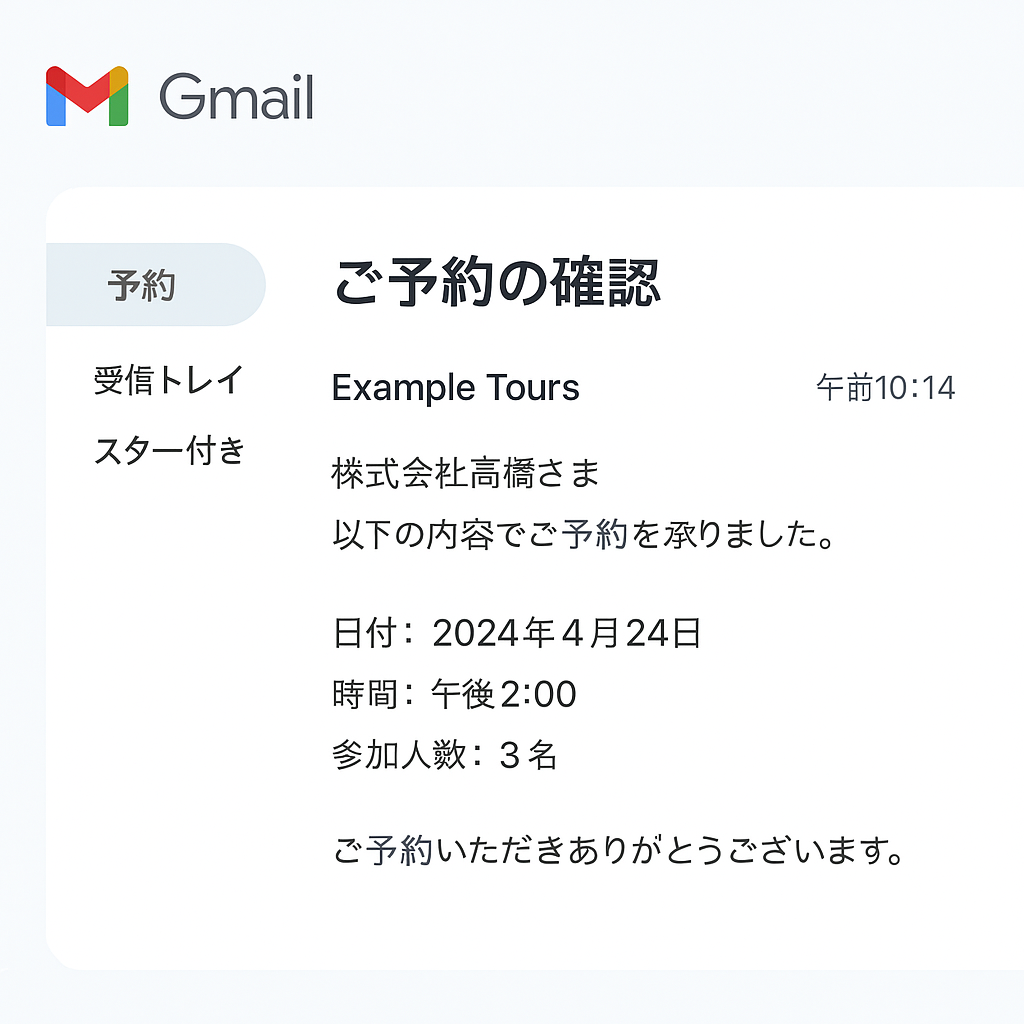 Gmail
予約
受信トレイ
スター付き
ご予約の確認
Example Tours 午前10:14
株式会社高橋さま
以下の内容でご予約を承りました。
日付：2024年4月24日
時間：午後2:00
参加人数：3名
ご予約いただきありがとうございます。